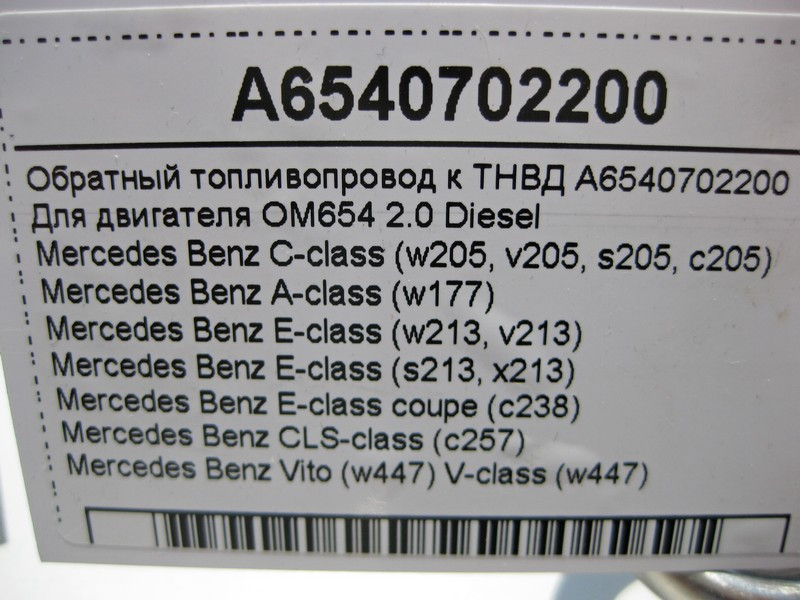 A6540702200
Обратный топливопровод к ТНВД A6540702200
Для двигателя OM654 2.0 Diesel
Mercedes Benz C-class (w205, v205, s205, c205)
Mercedes Benz A-class (w177)
Mercedes Benz E-class (w213, v213)
Mercedes Benz E-class (s213, x213)
Mercedes Benz E-class coupe (c238)
Mercedes Benz CLS-class (c257)
Mercedes Benz Vito (w447) V-class (w447)